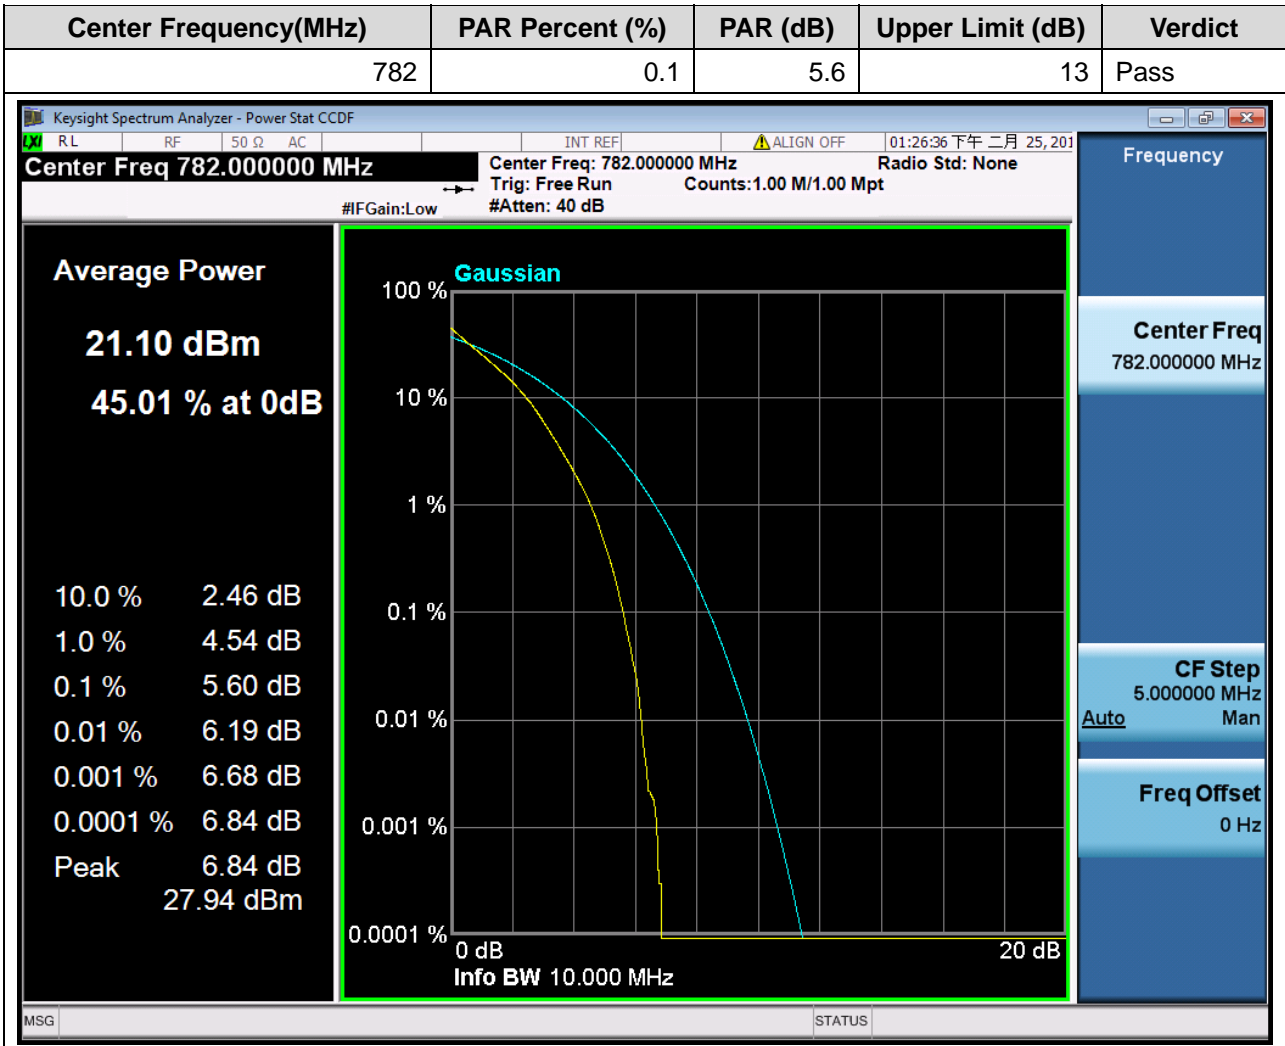 Center Frequency(MHz) PAR Percent (%) PAR (dB) Upper Limit (dB) Verdict
782 0.1 5.6 13 Pass
Keysight Spectrum Analyzer - Power Stat CCDF
LXI RL RF 50 Ω AC INT REF ALIGN OFF 01:26:36 下午 二月 25, 201
Center Freq 782.000000 MHz
Center Freq: 782.000000 MHz Radio Std: None
Trig: Free Run Counts:1.00 M/1.00 Mpt
#IFGain:Low #Atten: 40 dB
Frequency
Average Power
21.10 dBm
45.01 % at 0dB
10.0 % 2.46 dB
1.0 % 4.54 dB
0.1 % 5.60 dB
0.01 % 6.19 dB
0.001 % 6.68 dB
0.0001 % 6.84 dB
Peak 6.84 dB
27.94 dBm
Gaussian
100 %
10 %
1 %
0.1 %
0.01 %
0.001 %
0.0001 %
0 dB 20 dB
Info BW 10.000 MHz
Center Freq
782.000000 MHz
CF Step
5.000000 MHz
Auto Man
Freq Offset
0 Hz
MSG STATUS